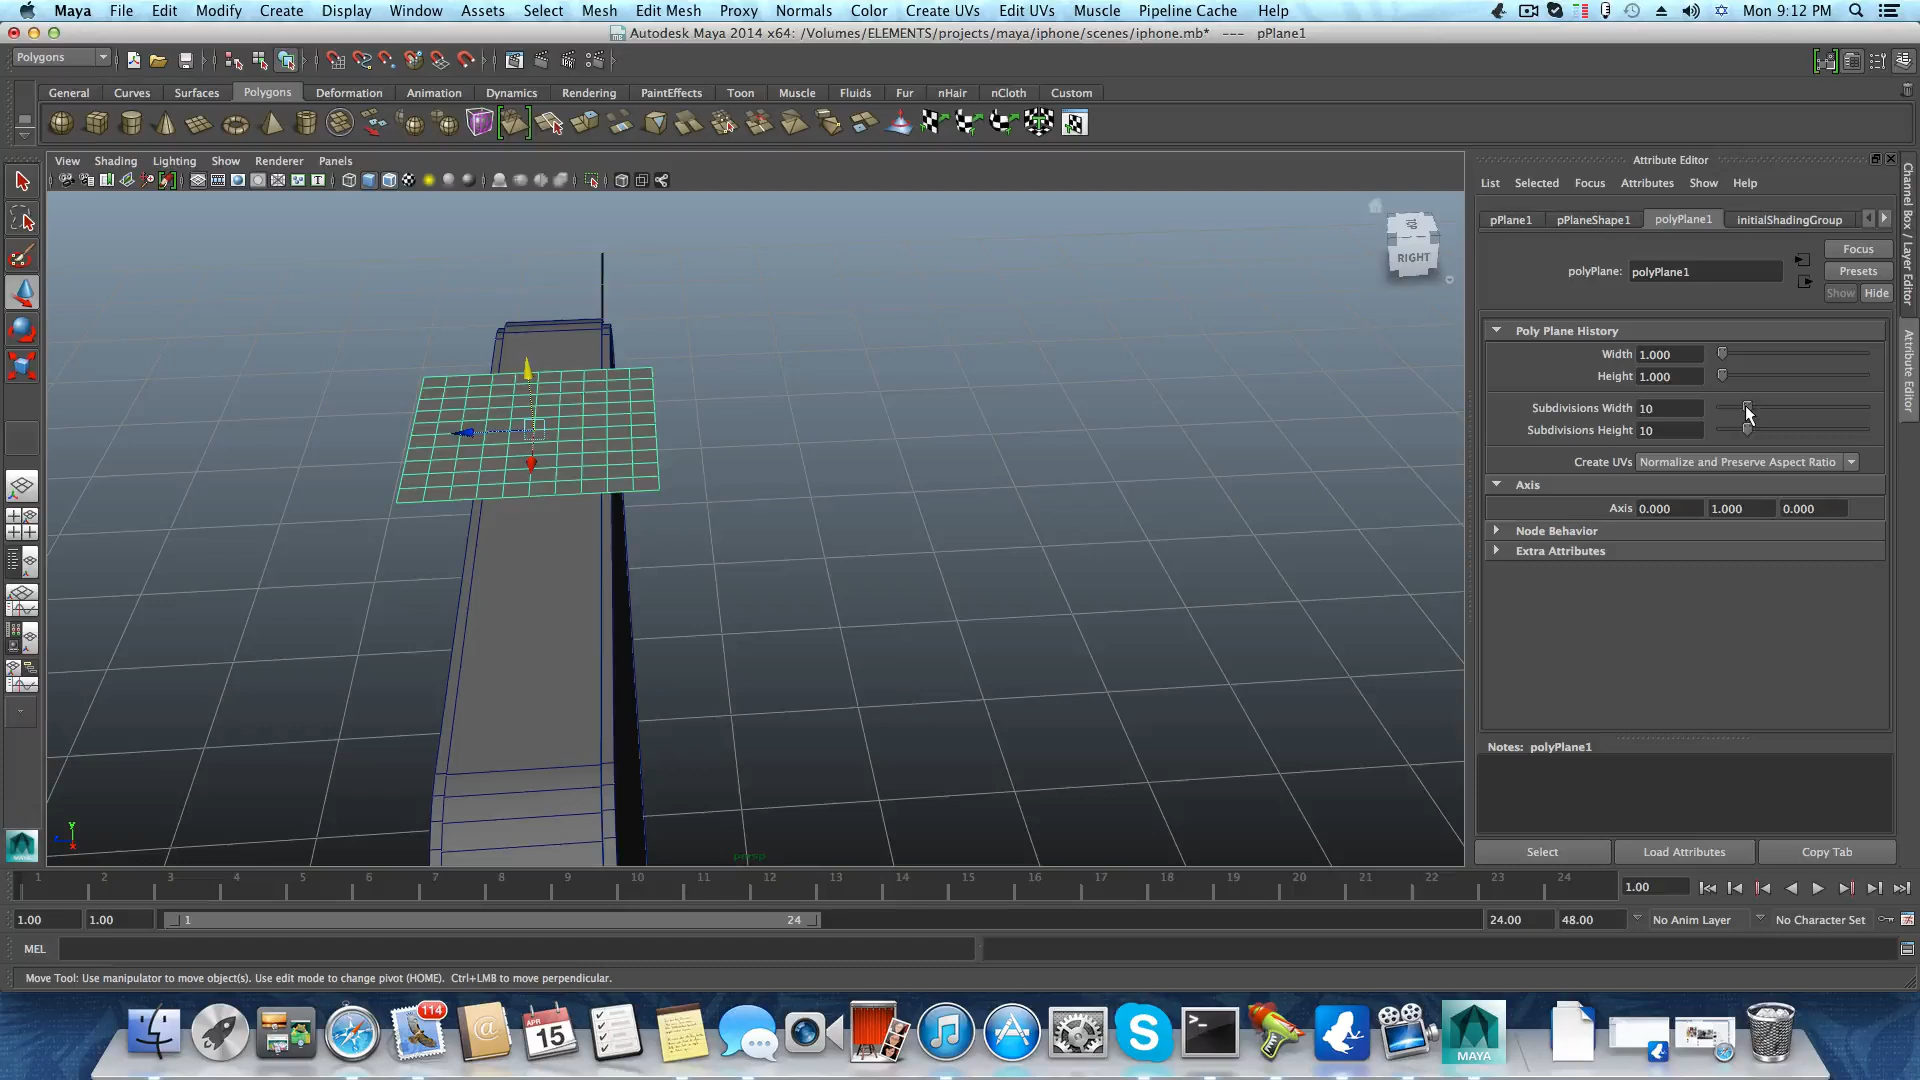 Maya File Edit Modify Create Display Window Assets Select Mesh Edit Mesh Proxy Normals Color Create UVs Edit UVs Muscle Pipeline Cache Help Mon 9:12 PM
Autodesk Maya 2014 x64: /Volumes/ELEMENTS/projects/maya/iphone/scenes/iphone.mb* --- pPlane1
Polygons
General Curves Surfaces Polygons Deformation Animation Dynamics Rendering PaintEffects Toon Muscle Fluids Fur nHair nCloth Custom
View Shading Lighting Show Renderer Panels
Attribute Editor
List Selected Focus Attributes Show Help
pPlane1 pPlaneShape1 polyPlane1 initialShadingGroup
Focus
polyPlane: polyPlane1
Presets
Show Hide
TOP
RIGHT
Poly Plane History
Width 1.000
Height 1.000
Subdivisions Width 10
Subdivisions Height 10
Create UVs Normalize and Preserve Aspect Ratio
Axis
Axis 0.000 1.000 0.000
Node Behavior
Extra Attributes
Notes: polyPlane1
Select Load Attributes Copy Tab
Channel Box / Layer Editor
Attribute Editor
y
x
persp
1 2 3 4 5 6 7 8 9 10 11 12 13 14 15 16 17 18 19 20 21 22 23 24 1.00
1.00 1.00 1 24 24.00 48.00 No Anim Layer No Character Set
MEL
Move Tool: Use manipulator to move object(s). Use edit mode to change pivot (HOME). Ctrl+LMB to move perpendicular.
114
APR
15
MAYA